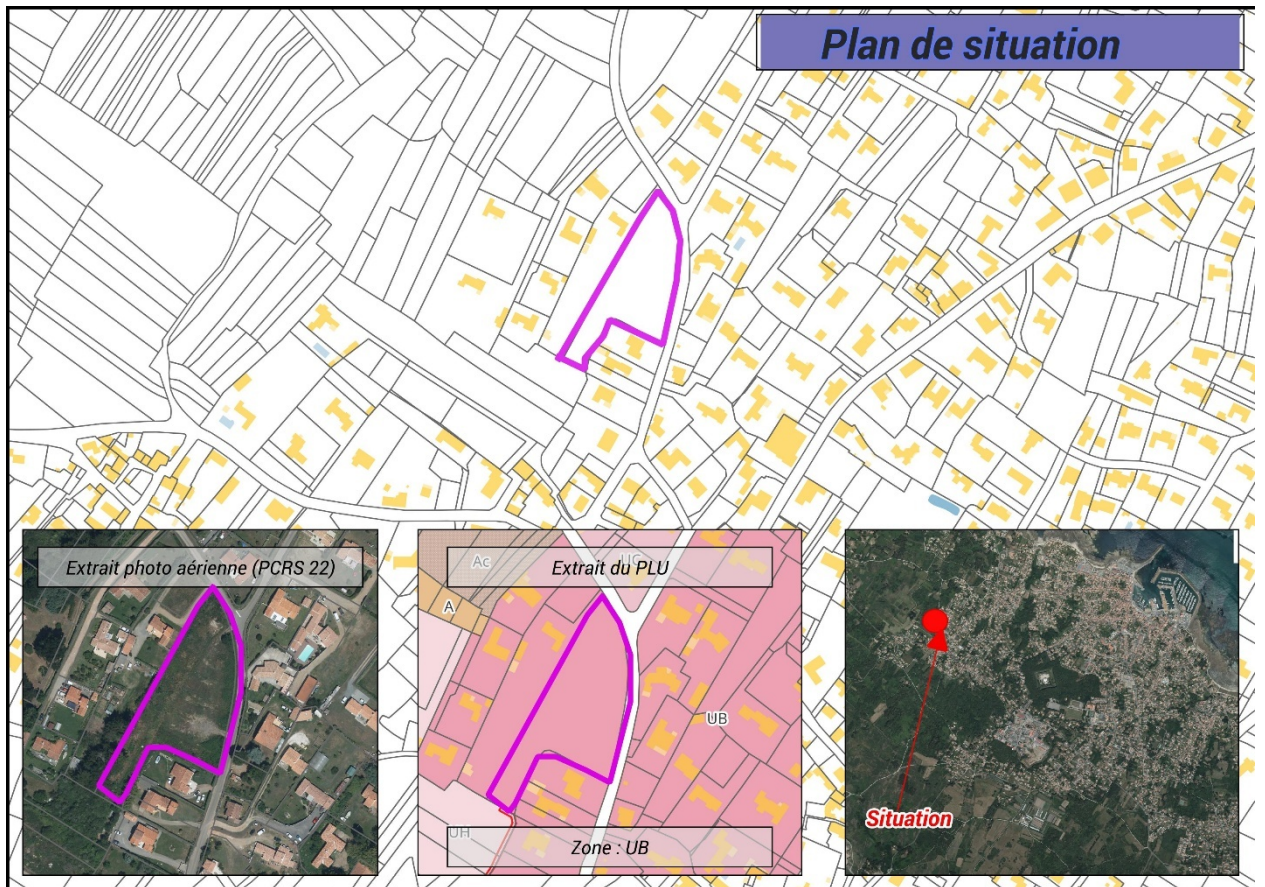 Plan de situation
Extrait photo aérienne (PCRS 22)
Ac
A
UC
Extrait du PLU
UB
UH
Zone : UB
Situation